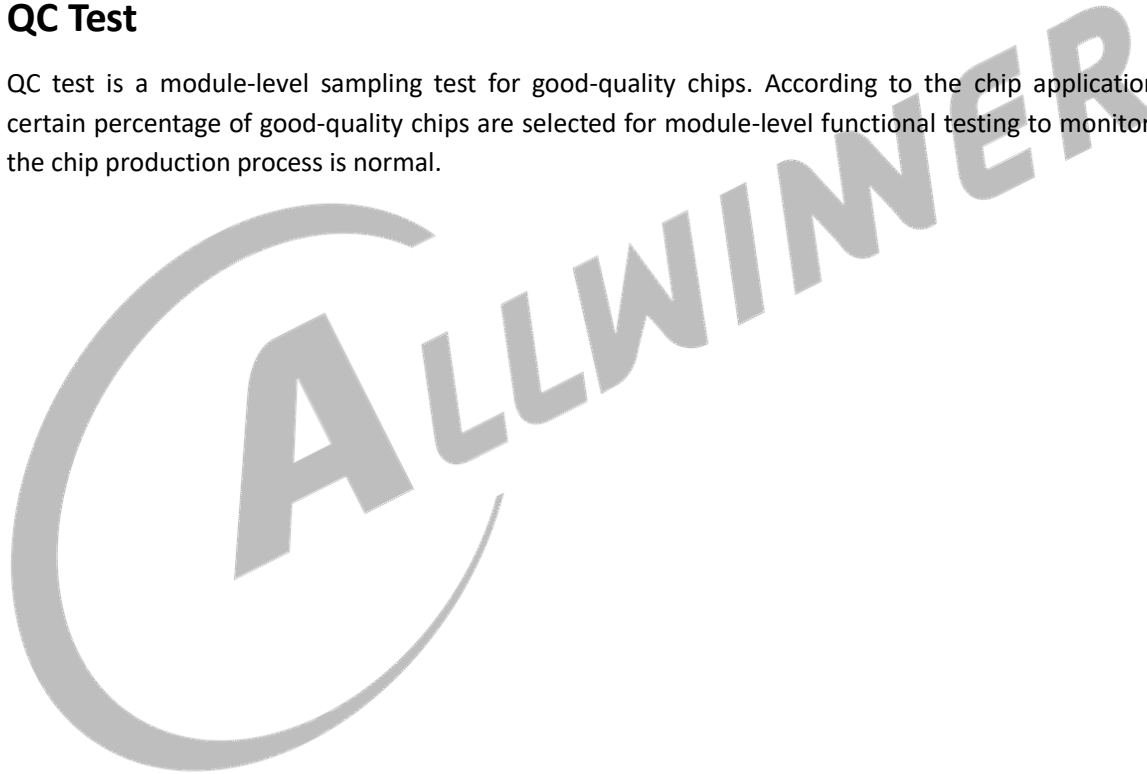 QC Test
QC test is a module-level sampling test for good-quality chips. According to the chip application
certain percentage of good-quality chips are selected for module-level functional testing to monitor
the chip production process is normal.
ALLWINNER